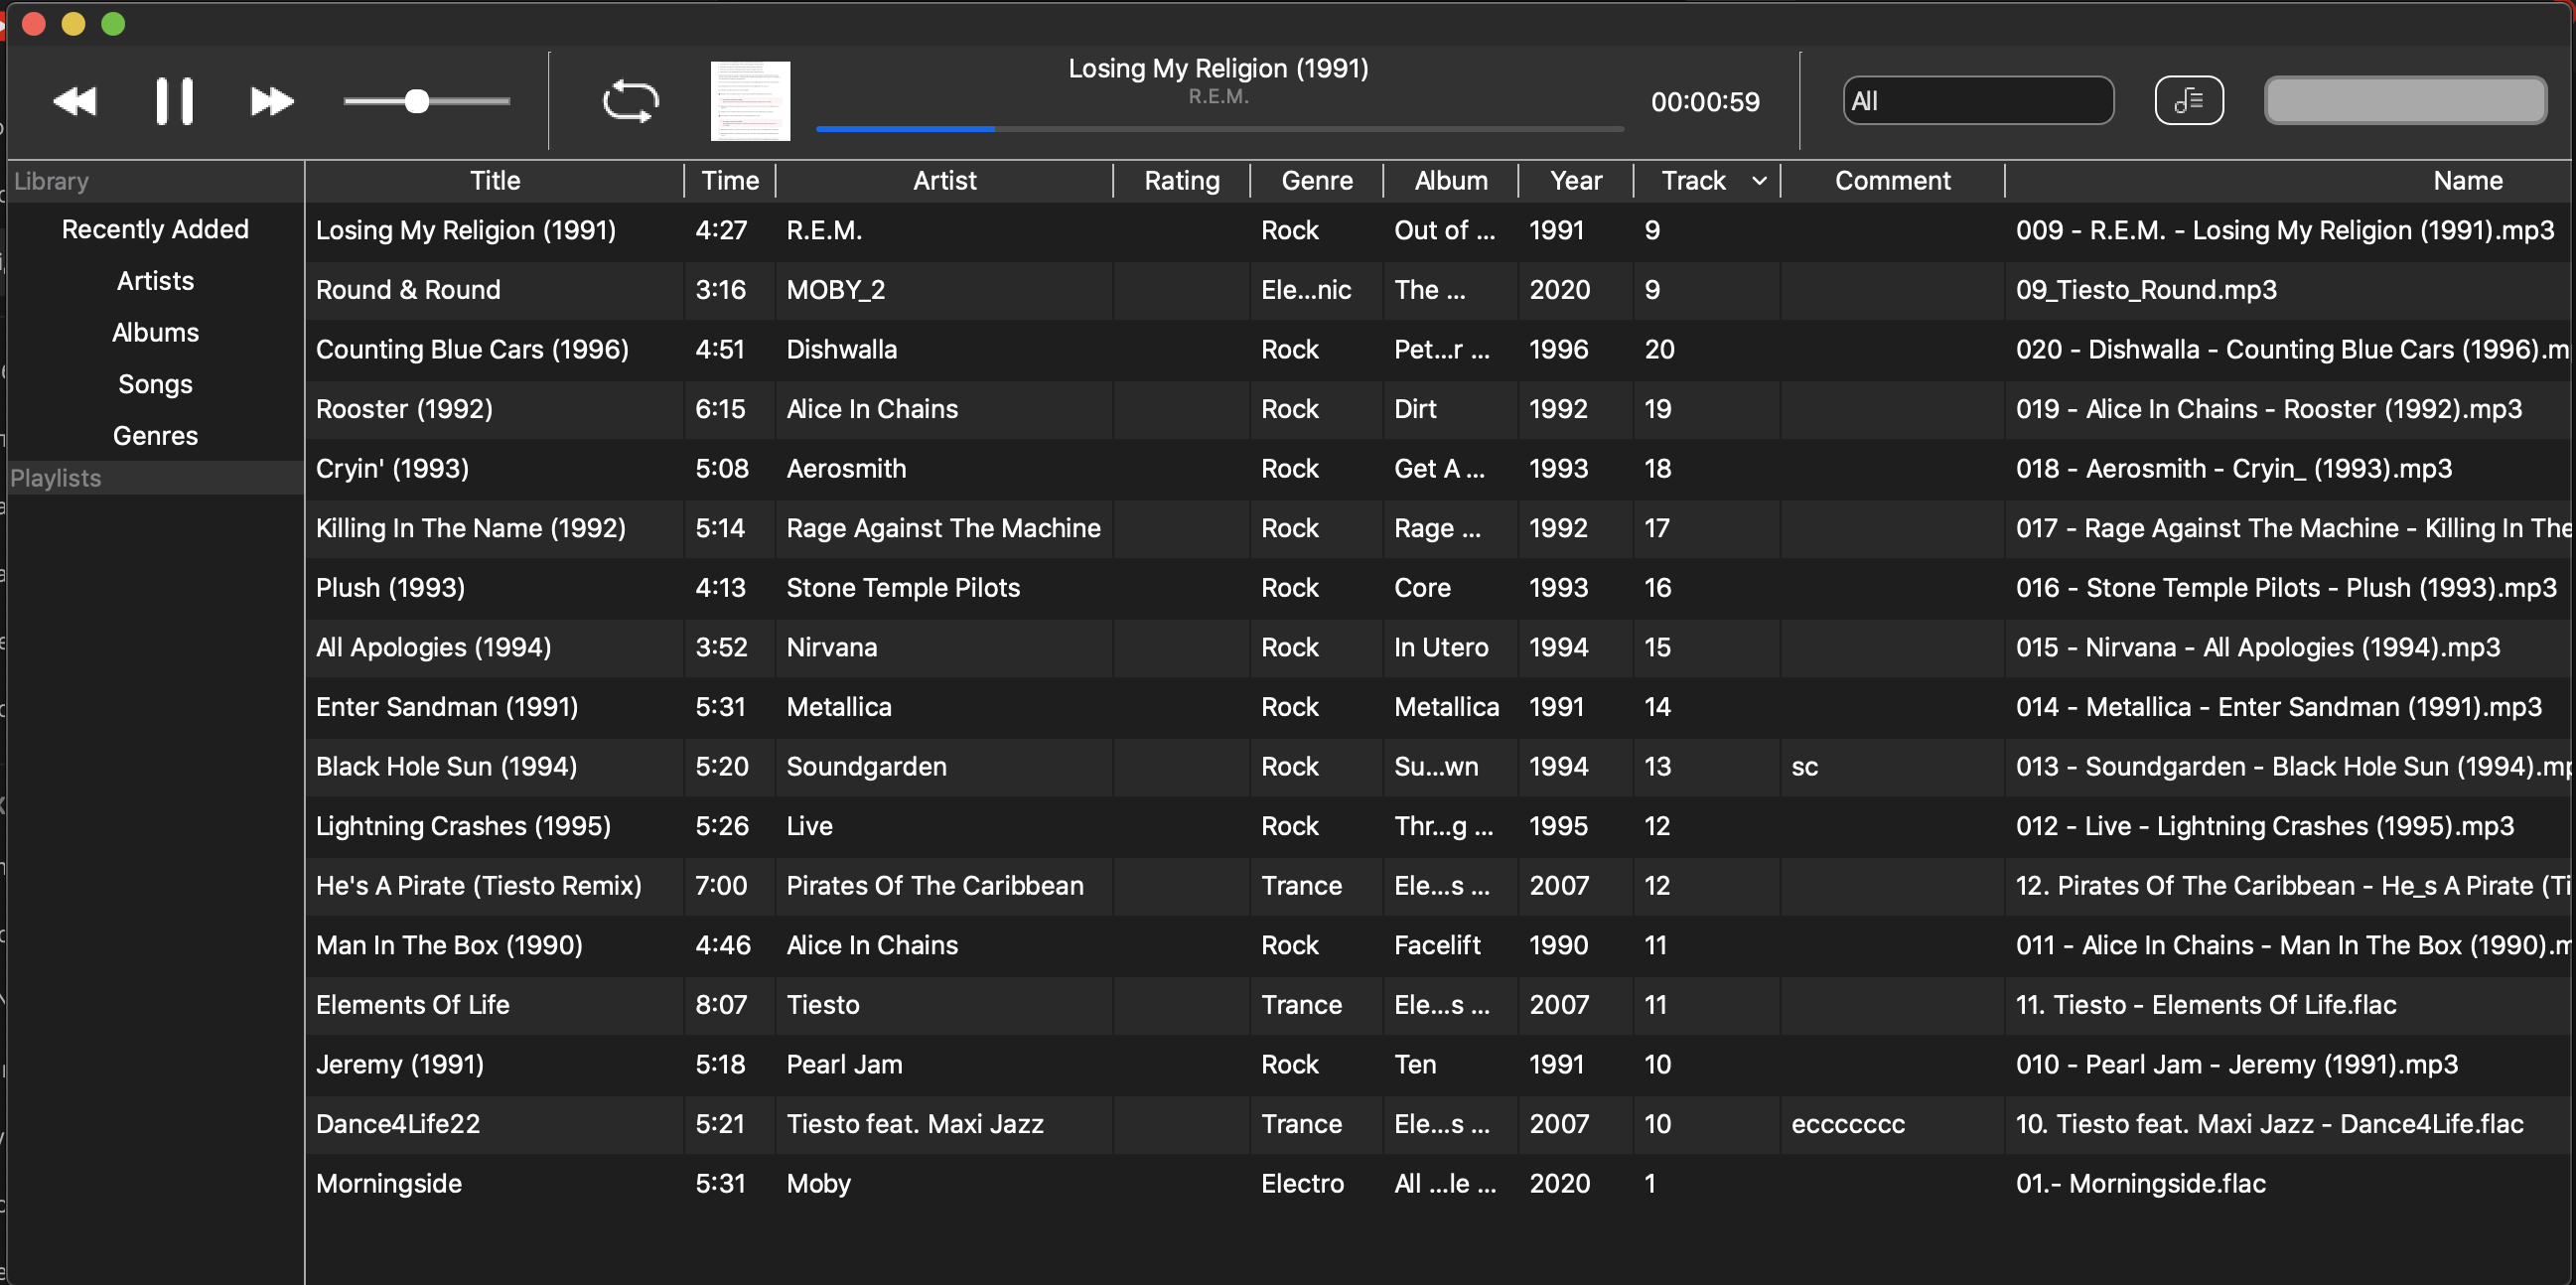 Losing My Religion (1991)
R.E.M.
00:00:59
All
Library
Recently Added
Artists
Albums
Songs
Genres
Playlists
Title Time Artist Rating Genre Album Year Track Comment Name
Losing My Religion (1991) 4:27 R.E.M. Rock Out of ... 1991 9 009 - R.E.M. - Losing My Religion (1991).mp3
Round & Round 3:16 MOBY_2 Ele...nic The ... 2020 9 09_Tiesto_Round.mp3
Counting Blue Cars (1996) 4:51 Dishwalla Rock Pet...r ... 1996 20 020 - Dishwalla - Counting Blue Cars (1996).m
Rooster (1992) 6:15 Alice In Chains Rock Dirt 1992 19 019 - Alice In Chains - Rooster (1992).mp3
Cryin' (1993) 5:08 Aerosmith Rock Get A ... 1993 18 018 - Aerosmith - Cryin_ (1993).mp3
Killing In The Name (1992) 5:14 Rage Against The Machine Rock Rage ... 1992 17 017 - Rage Against The Machine - Killing In The
Plush (1993) 4:13 Stone Temple Pilots Rock Core 1993 16 016 - Stone Temple Pilots - Plush (1993).mp3
All Apologies (1994) 3:52 Nirvana Rock In Utero 1994 15 015 - Nirvana - All Apologies (1994).mp3
Enter Sandman (1991) 5:31 Metallica Rock Metallica 1991 14 014 - Metallica - Enter Sandman (1991).mp3
Black Hole Sun (1994) 5:20 Soundgarden Rock Su...wn 1994 13 sc 013 - Soundgarden - Black Hole Sun (1994).mp
Lightning Crashes (1995) 5:26 Live Rock Thr...g ... 1995 12 012 - Live - Lightning Crashes (1995).mp3
He's A Pirate (Tiesto Remix) 7:00 Pirates Of The Caribbean Trance Ele...s ... 2007 12 12. Pirates Of The Caribbean - He_s A Pirate (Ti
Man In The Box (1990) 4:46 Alice In Chains Rock Facelift 1990 11 011 - Alice In Chains - Man In The Box (1990).m
Elements Of Life 8:07 Tiesto Trance Ele...s ... 2007 11 11. Tiesto - Elements Of Life.flac
Jeremy (1991) 5:18 Pearl Jam Rock Ten 1991 10 010 - Pearl Jam - Jeremy (1991).mp3
Dance4Life22 5:21 Tiesto feat. Maxi Jazz Trance Ele...s ... 2007 10 eccccccc 10. Tiesto feat. Maxi Jazz - Dance4Life.flac
Morningside 5:31 Moby Electro All ...le ... 2020 1 01.- Morningside.flac